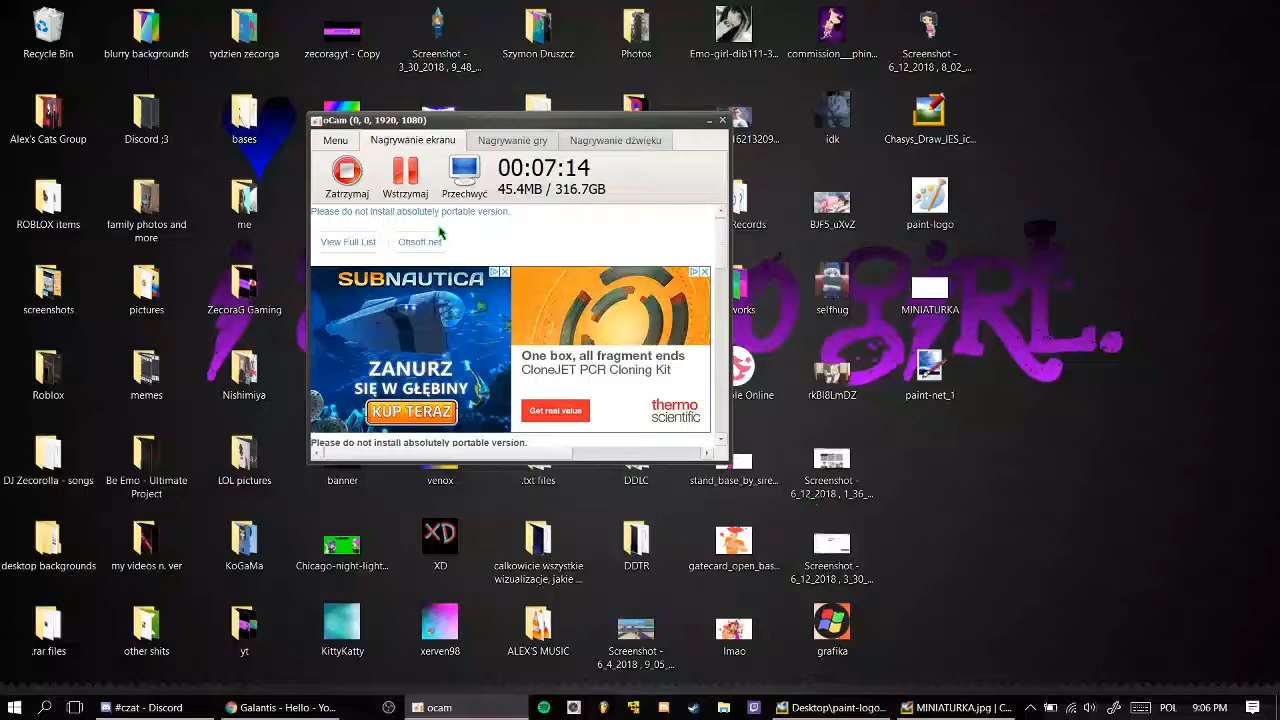 Recycle Bin
blurry backgrounds
tydzien zecorga
zecoragyt - Copy
Screenshot -
3_30_2018 , 9_48_...
Szymon Druszcz
Photos
Emo-girl-dib111-3...
commission__phin...
Screenshot -
6_12_2018 , 8_02_...
Alex's Cats Group
Discord ;3
bases
16213209...
idk
Chasys_Draw_IES_ic...
oCam (0, 0, 1920, 1080)
Menu
Nagrywanie ekranu
Nagrywanie gry
Nagrywanie dźwięku
Zatrzymaj
Wstrzymaj
Przechwyć
00:07:14
45.4MB / 316.7GB
Please do not install absolutely portable version.
View Full List
Ohsoft.net
SUBNAUTICA
ZANURZ
SIĘ W GŁĘBINY
KUP TERAZ
One box, all fragment ends
CloneJET PCR Cloning Kit
Get real value
thermo
scientific
Please do not install absolutely portable version.
ROBLOX items
family photos and
more
me
Records
BJF5_uXvZ
paint-logo
screenshots
pictures
ZecoraG Gaming
works
selfhug
MINIATURKA
GIRL..
Roblox
memes
Nishimiya
le Online
rkBI8LmDZ
paint-net_1
DJ Zecorolla - songs
Be Emo - Ultimate
Project
LOL pictures
banner
venox
.txt files
DDLC
stand_base_by_sire...
Screenshot -
6_12_2018 , 1_36_...
XD
desktop backgrounds
my videos n. ver
KoGaMa
Chicago-night-light...
XD
calkowicie wszystkie
wizualizacje, jakie ...
DDTR
gatecard_open_bas...
Screenshot -
6_12_2018 , 3_30_...
.rar files
other shits
yt
KittyKatty
xerven98
ALEX'S MUSIC
Screenshot -
6_4_2018 , 9_05_...
lmao
grafika
#czat - Discord
Galantis - Hello - Yo...
ocam
Desktop\paint-logo...
MINIATURKA.jpg | C...
POL
9:06 PM